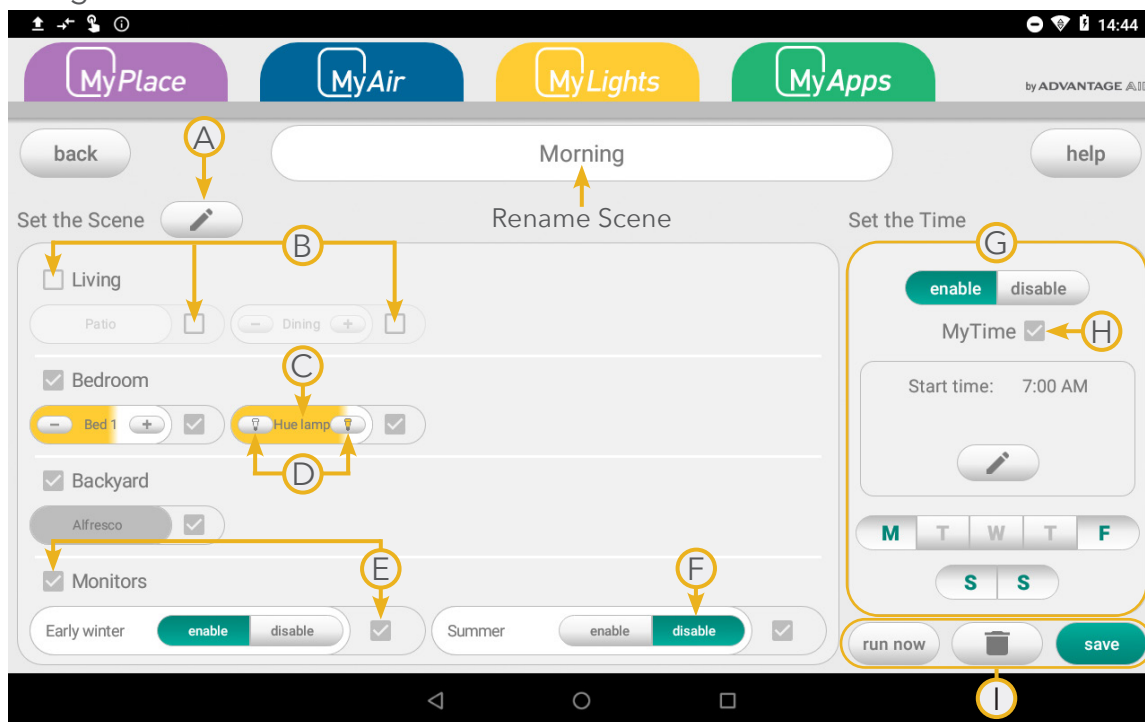 14:44
MyPlace MyAir MyLights MyApps by ADVANTAGE AIR
A
back Morning help
Set the Scene Rename Scene Set the Time
B G
Living enable disable
Patio Dining MyTime H
Bedroom C Start time: 7:00 AM
Bed 1 Hue lamp
D
Backyard
Alfresco
M T W T F
Monitors E F S S
Early winter enable disable Summer enable disable
run now save
I